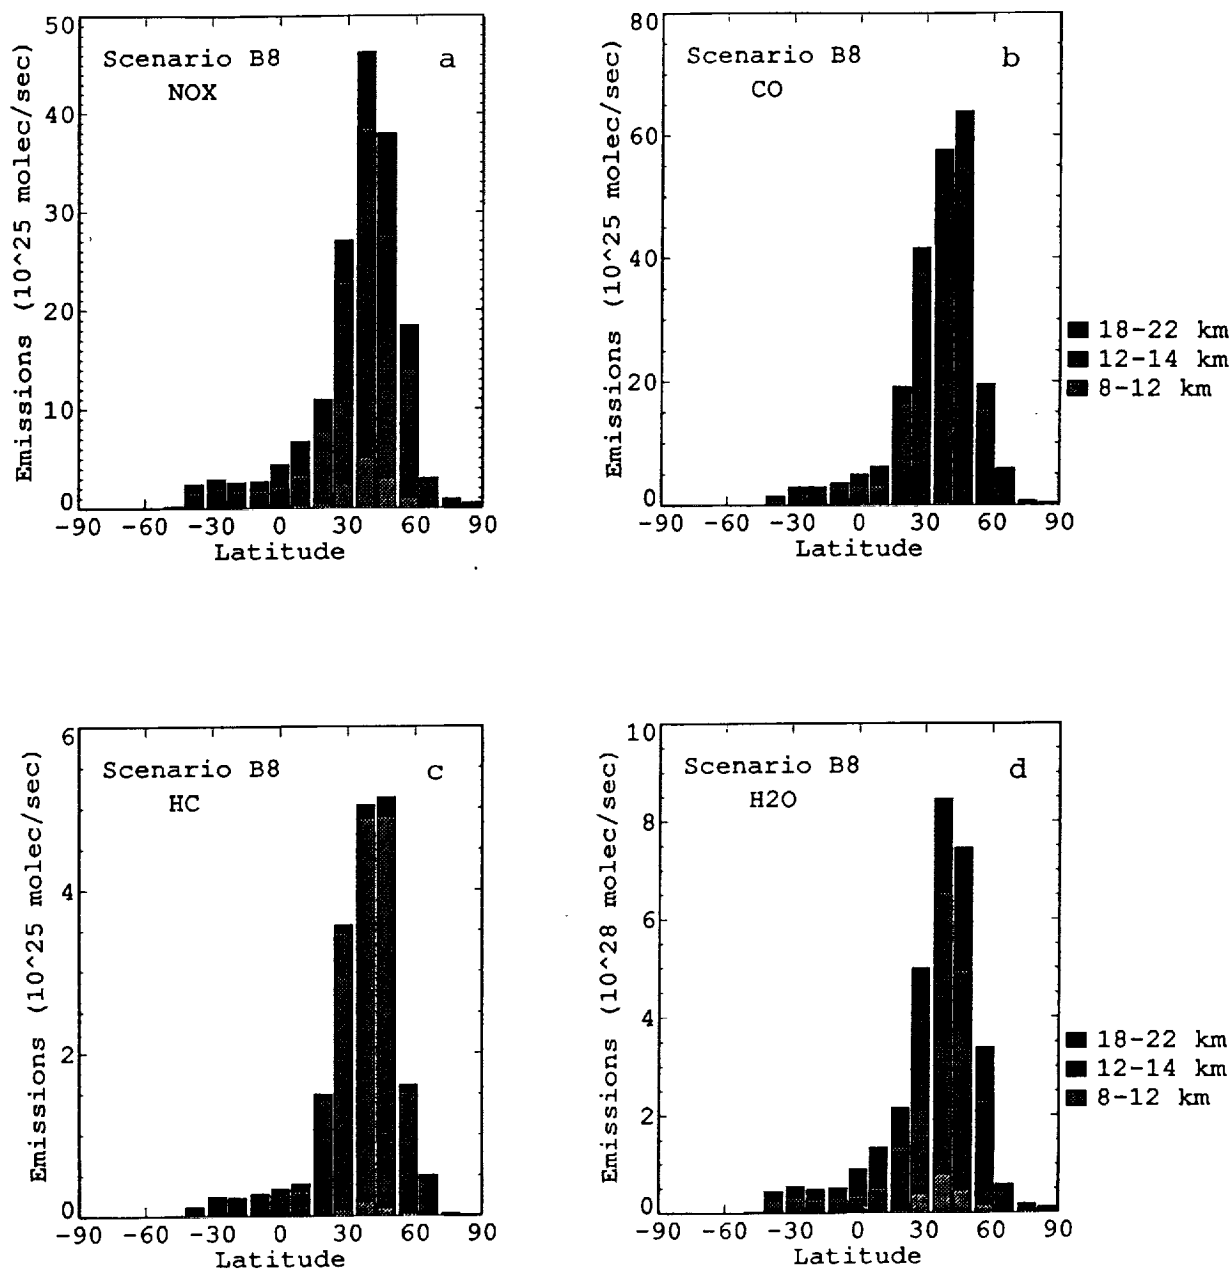 50
40
30
20
10
0
Emissions (10^25 molec/sec)
Scenario B8
a
NOX
-90 -60 -30 0 30 60 90
Latitude
80
60
40
20
0
Emissions (10^25 molec/sec)
Scenario B8
b
CO
-90 -60 -30 0 30 60 90
Latitude
18-22 km
12-14 km
8-12 km
6
4
2
0
Emissions (10^25 molec/sec)
Scenario B8
c
HC
-90 -60 -30 0 30 60 90
Latitude
10
8
6
4
2
0
Emissions (10^28 molec/sec)
Scenario B8
d
H2O
-90 -60 -30 0 30 60 90
Latitude
18-22 km
12-14 km
8-12 km